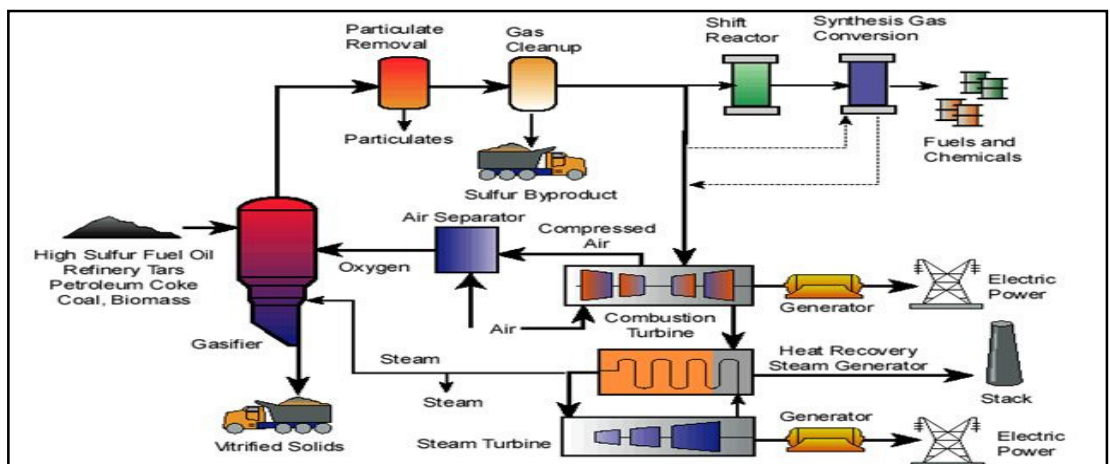 Particulate
Removal
Gas
Cleanup
Shift
Reactor
Synthesis Gas
Conversion
Particulates
Sulfur Byproduct
Fuels and
Chemicals
High Sulfur Fuel Oil
Refinery Tars
Petroleum Coke
Coal, Biomass
Air Separator
Compressed
Air
Oxygen
Air
Combustion
Turbine
Generator
Electric
Power
Gasifier
Steam
Steam
Heat Recovery
Steam Generator
Stack
Vitrified Solids
Steam Turbine
Generator
Electric
Power